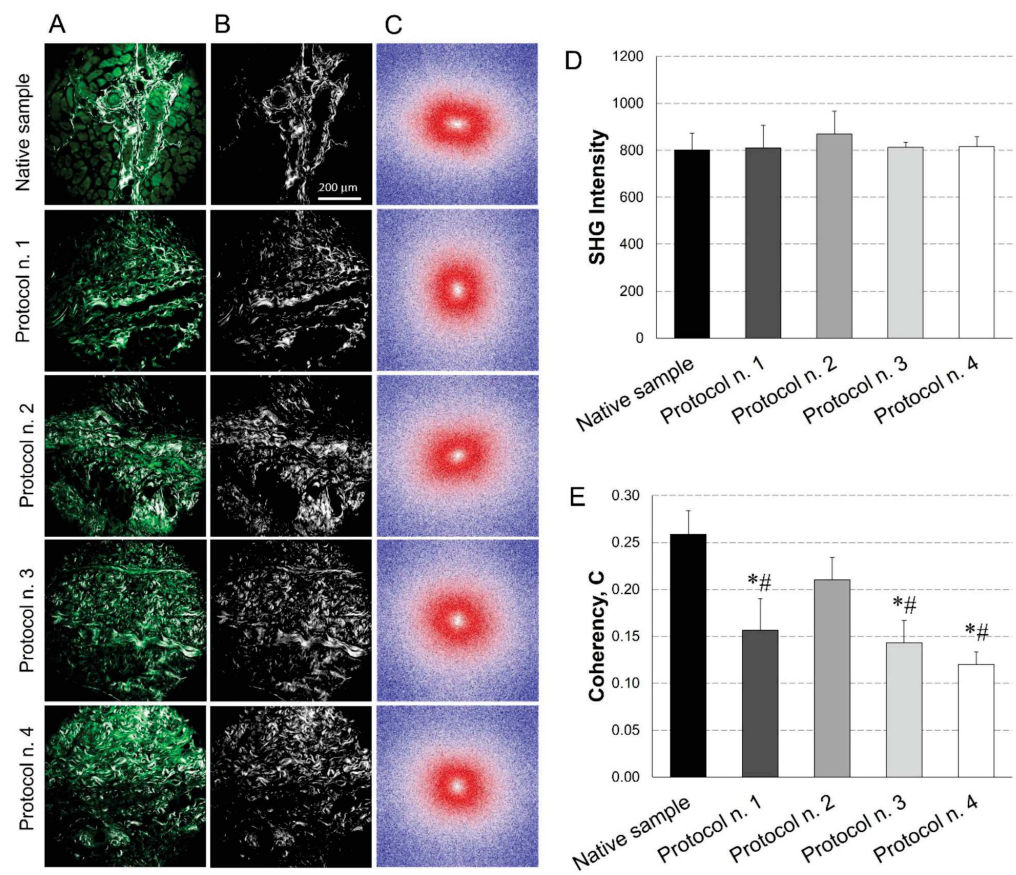 A
B
C
Native sample
200 µm
Protocol n. 1
Protocol n. 2
Protocol n. 3
Protocol n. 4
D
SHG Intensity
1200
1000
800
600
400
200
800
0
Native sample
Protocol n. 1
Protocol n. 2
Protocol n. 3
Protocol n. 4
E
Coherency, C
0.30
0.25
0.20
0.15
0.10
0.05
0.00
*#
*#
*#
Native sample
Protocol n. 1
Protocol n. 2
Protocol n. 3
Protocol n. 4